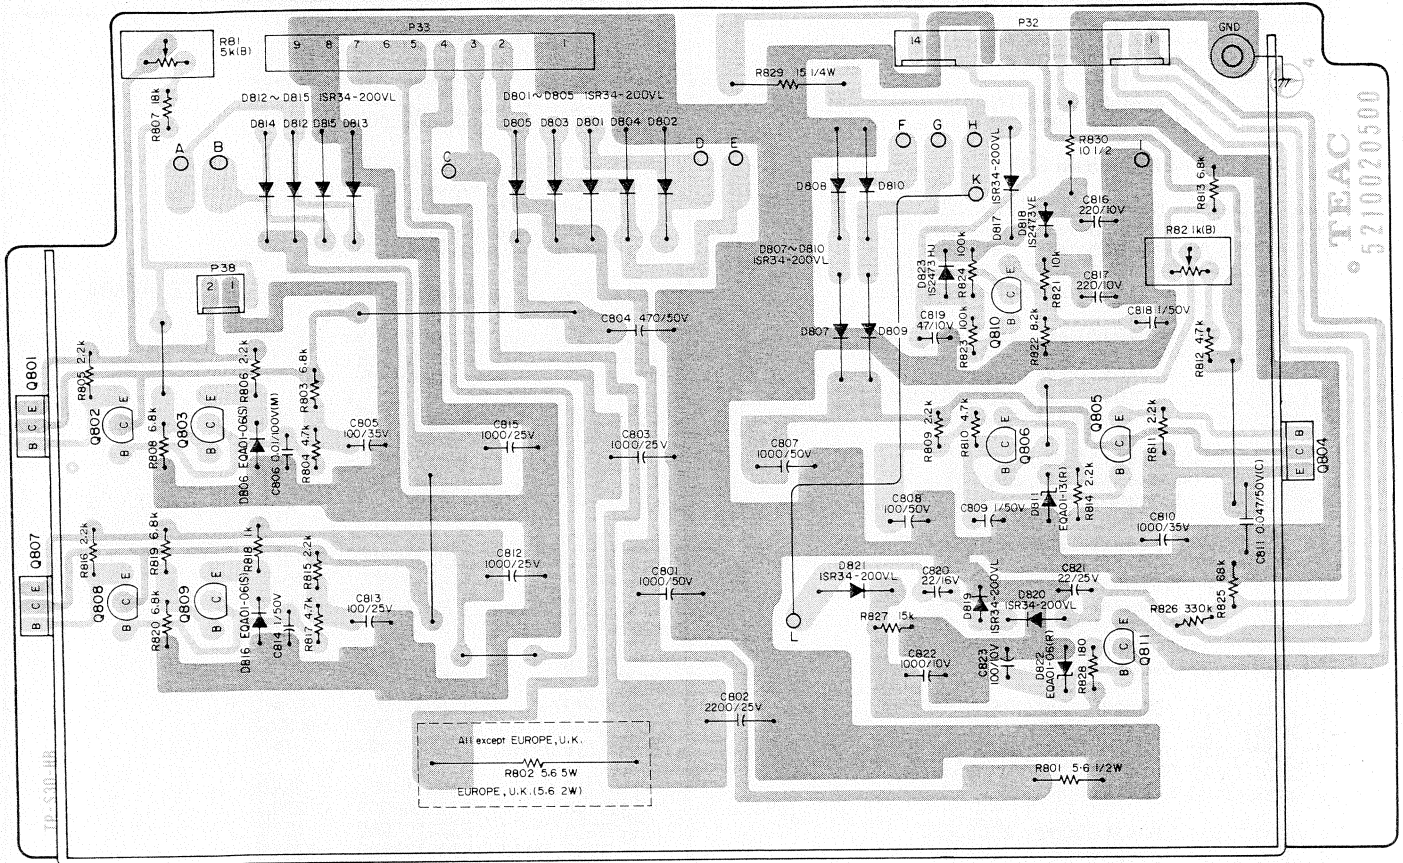 P33
P32
GND
R81
5k(B)
9 8 7 6 5 4 3 2 1
14 1
4
R829 15 1/4W
R807 18k
D812～D815 1SR34-200VL
D801～D805 1SR34-200VL
D814 D812 D815 D813
D805 D803 D801 D804 D802
A B C D E F G H I K
R830
10 1/2
D808 D810
D817 1SR34-200VL
D818
IS2473VE
C816
220/10V
R813 6.8k
R82 1k(B)
TEAC
5210020500
D807～D810
1SR34-200VL
P38
2 1
D823
IS2473 HJ
R824 100k
R821 10k
C817
220/10V
E
C
B
Q810
C818 1/50V
C804 470/50V
D807 D809
C819
47/10V
R823 100k
R822 8.2k
R812 4.7k
Q801
B C E
R805 2.2k
R806 2.2k
R803 6.8k
Q802
E
C
B
R808 6.8k
Q803
E
C
B
D806 EQA01-06(S)
C806 0.01/100V(M)
R804 4.7k
C805
100/35V
C815
1000/25V
C803
1000/25V
C807
1000/50V
R809 2.2k
R810 4.7k
E
C
B
Q806
Q805
E
C
B
R811 2.2k
E C B
Q804
D811
EQA01-13(R)
R814 2.2k
C808
100/50V
C809 1/50V
C810
1000/35V
C811 0.047/50V(C)
Q807
B C E
R816 2.2k
R819 6.8k
R818 1k
R815 2.2k
Q808
E
C
B
R820 6.8k
Q809
E
C
B
D816 EQA01-06(S)
C814 1/50V
R817 4.7k
C813
100/25V
C812
1000/25V
C801
1000/50V
L
D821
1SR34-200VL
C820
22/16V
D819
1SR34-200VL
D820
1SR34-200VL
C821
22/25V
R825 68k
R826 330k
R827 15k
C822
1000/10V
C823
100/10V
D822
EQA01-06(R)
R828 180
E
C
B
Q811
C802
2200/25V
All except EUROPE, U.K.
R802 5.6 5W
EUROPE, U.K.(5.6 2W)
R801 5.6 1/2W